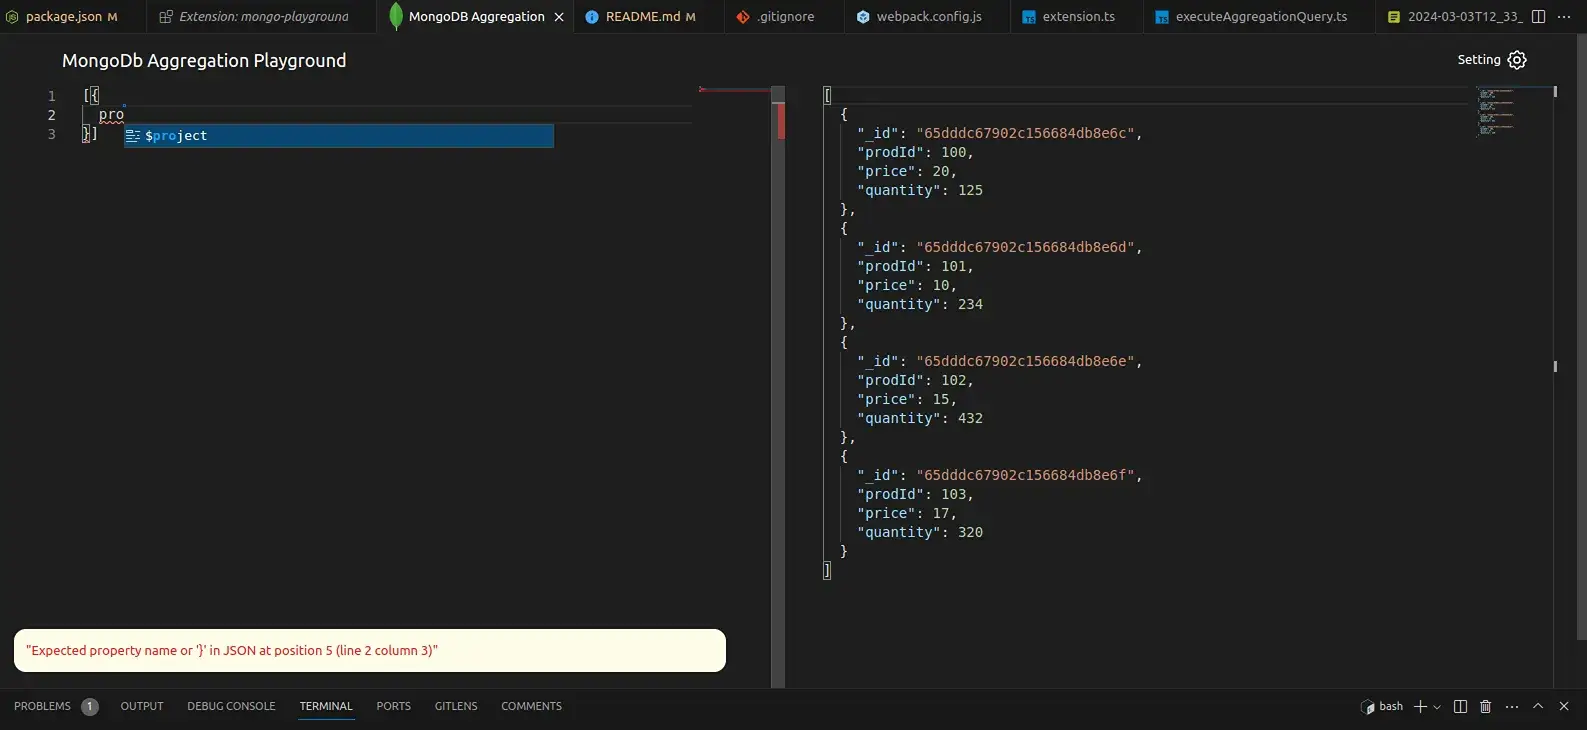 package.json M Extension: mongo-playground MongoDB Aggregation README.md M .gitignore webpack.config.js extension.ts executeAggregationQuery.ts 2024-03-03T12_33_
MongoDb Aggregation Playground
Setting
1 [{
2 pro
3 }]
$project
[
{
"_id": "65dddc67902c156684db8e6c",
"prodId": 100,
"price": 20,
"quantity": 125
},
{
"_id": "65dddc67902c156684db8e6d",
"prodId": 101,
"price": 10,
"quantity": 234
},
{
"_id": "65dddc67902c156684db8e6e",
"prodId": 102,
"price": 15,
"quantity": 432
},
{
"_id": "65dddc67902c156684db8e6f",
"prodId": 103,
"price": 17,
"quantity": 320
}
]
"Expected property name or '}' in JSON at position 5 (line 2 column 3)"
PROBLEMS 1 OUTPUT DEBUG CONSOLE TERMINAL PORTS GITLENS COMMENTS bash